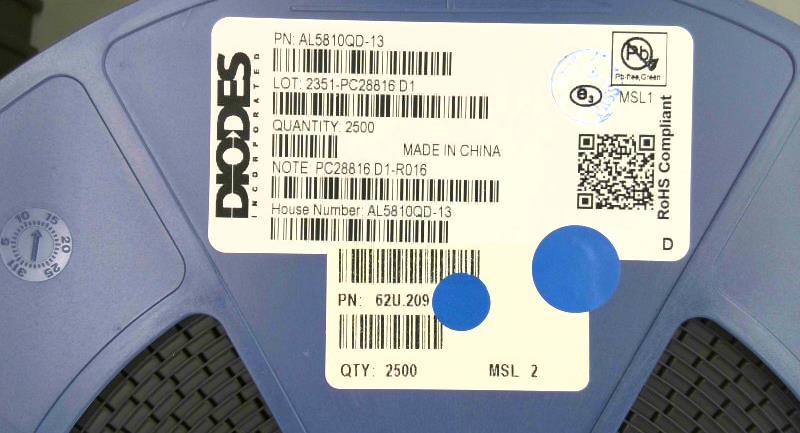 PN: AL5810QD-13
LOT: 2351-PC28816 D1
QUANTITY: 2500
MADE IN CHINA
NOTE: PC28816 D1-R016
House Number: AL5810QD-13
DIODES
INCORPORATED
Pb
Pb-free,Green
e3
MSL1
RoHS Compliant
D
PN: 62U.209
QTY: 2500 MSL 2
5 10 15 20 25 311